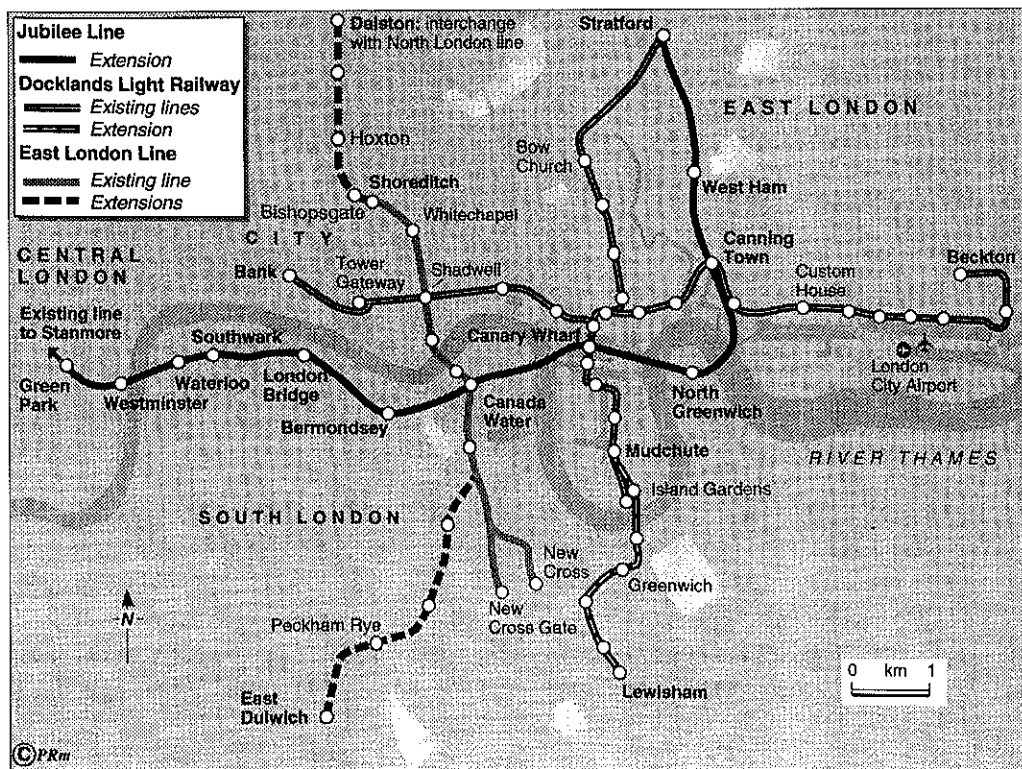 Jubilee Line
Extension
Docklands Light Railway
Existing lines
Extension
East London Line
Existing line
Extensions
Dalston: interchange
with North London line
Stratford
EAST LONDON
Hoxton
Bow
Church
West Ham
Shoreditch
Bishopsgate
Whitechapel
CITY
CENTRAL
LONDON
Bank
Tower
Gateway
Shadwell
Canning
Town
Custom
House
Beckton
Existing line
to Stanmore
Southwark
Canary Wharf
London
City Airport
Green
Park
Westminster
Waterloo
London
Bridge
Bermondsey
Canada
Water
North
Greenwich
Mudchute
RIVER THAMES
Island Gardens
SOUTH LONDON
New
Cross
Greenwich
N
Peckham Rye
New
Cross Gate
0 km 1
East
Dulwich
Lewisham
©PRm